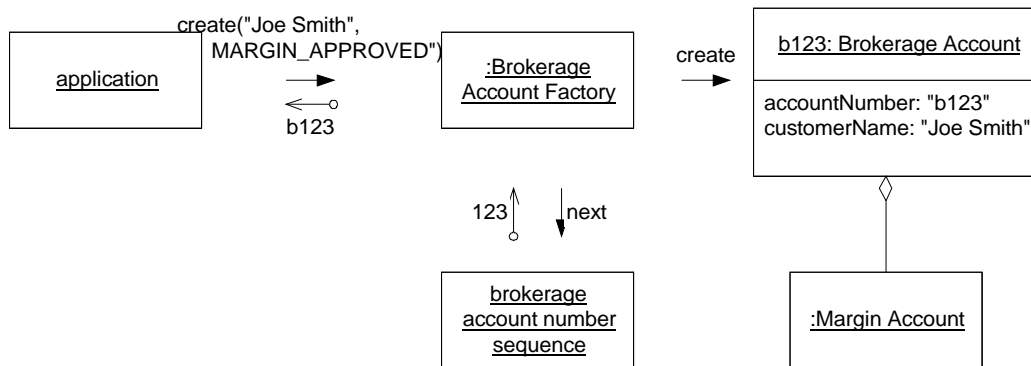 create("Joe Smith",
MARGIN_APPROVED")
application
b123
:Brokerage
Account Factory
create
b123: Brokerage Account
accountNumber: "b123"
customerName: "Joe Smith"
123
next
brokerage
account number
sequence
:Margin Account